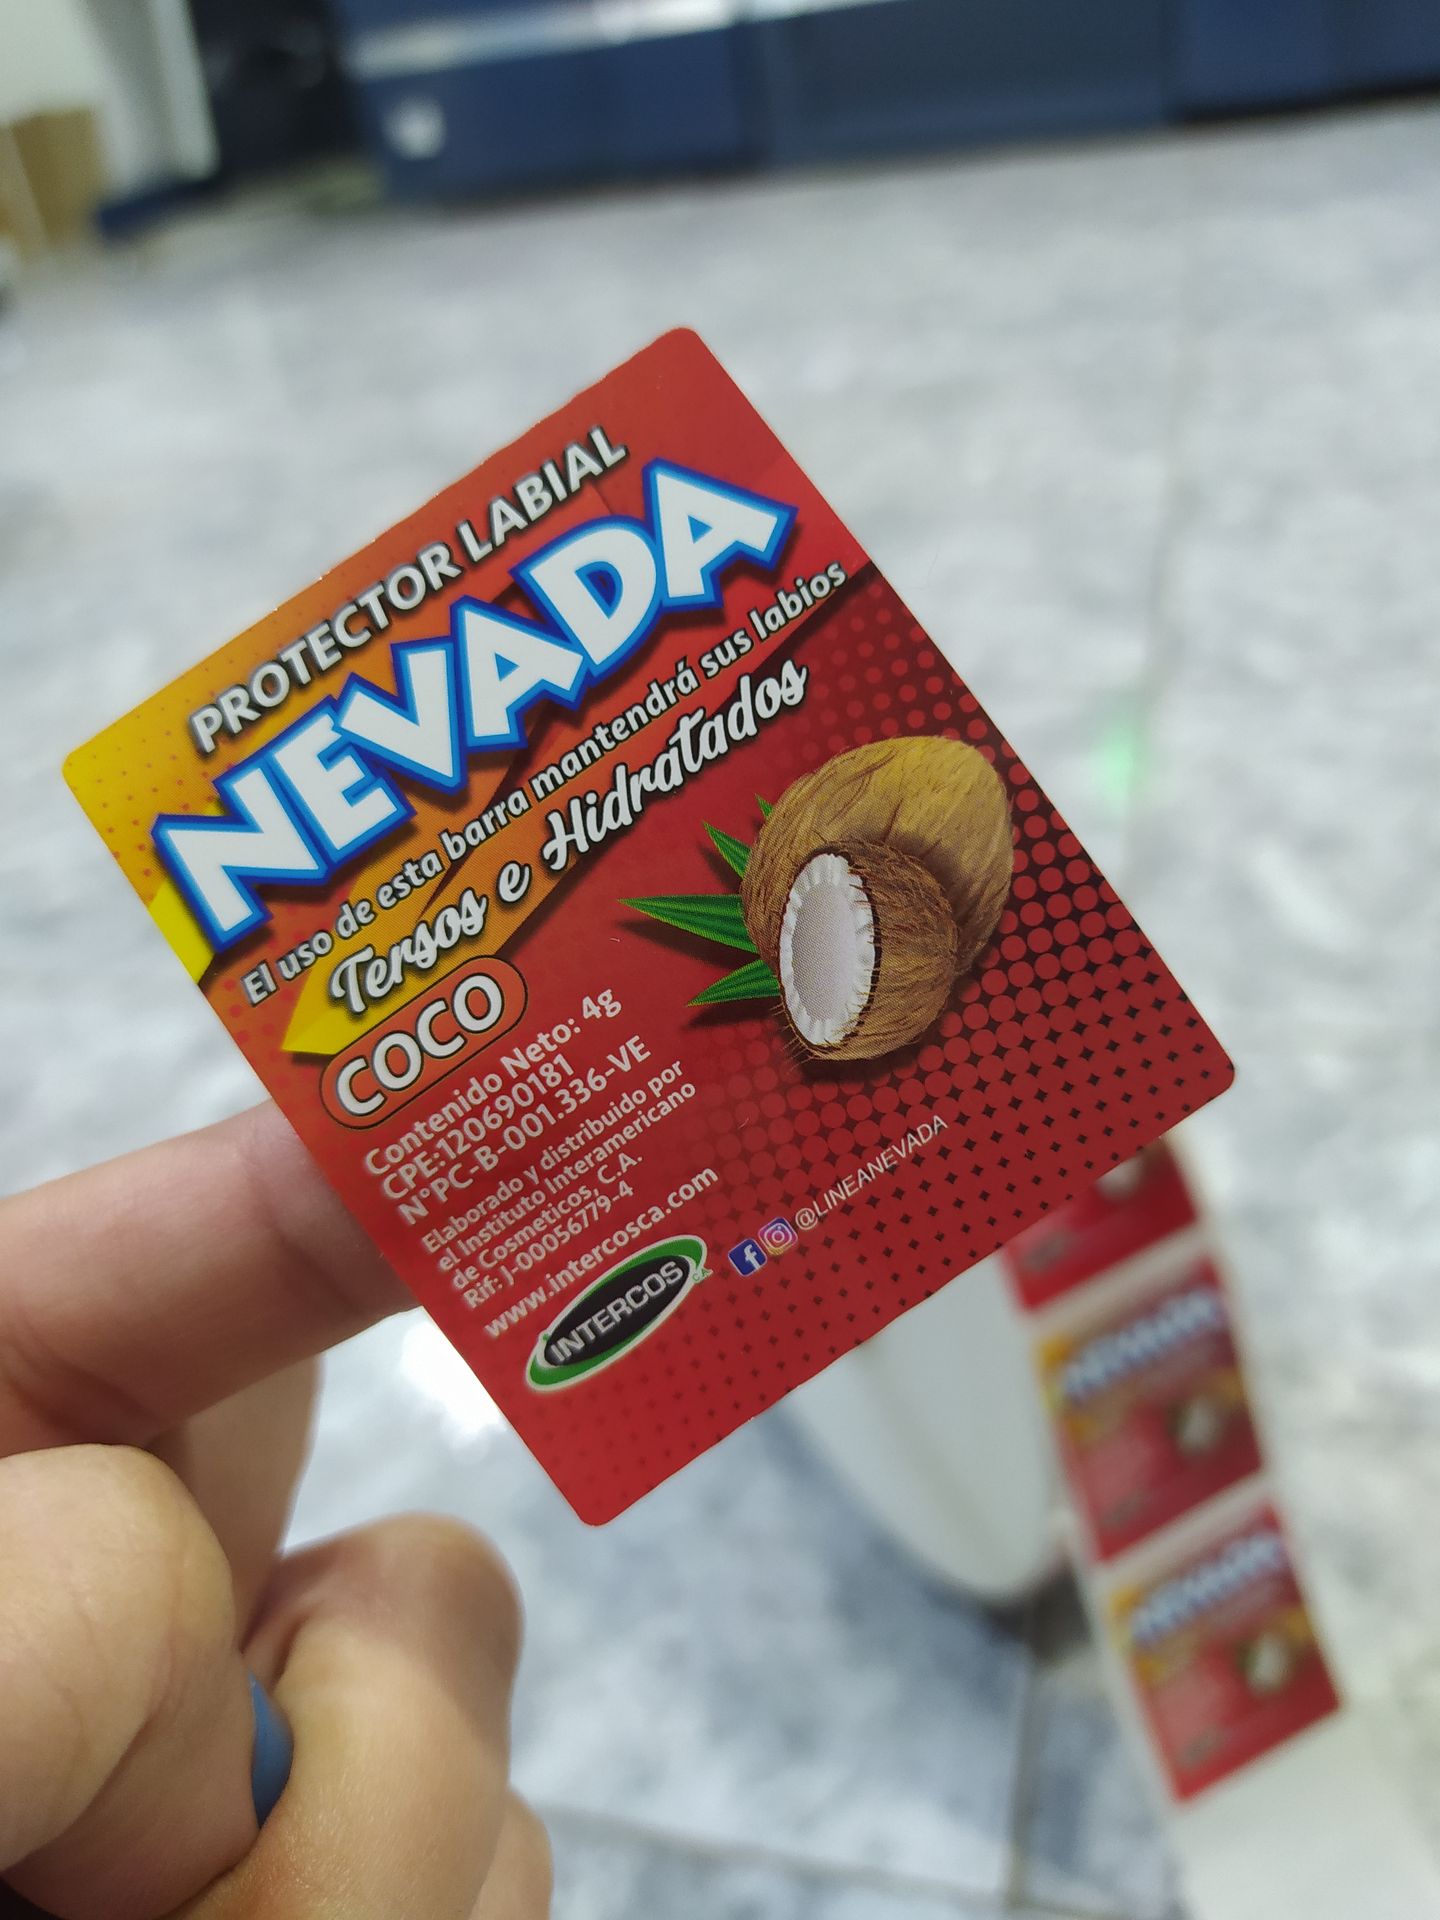 PROTECTOR LABIAL
NEVADA
El uso de esta barra mantendrá sus labios
Tersos e Hidratados
COCO
Contenido Neto: 4g
CPE:120690181
N°PC-B-001.336-VE
Elaborado y distribuido por
el Instituto Interamericano
de Cosmeticos, C.A.
Rif: J-00056779-4
www.intercosca.com
INTERCOS C.A.
@LINEANEVADA